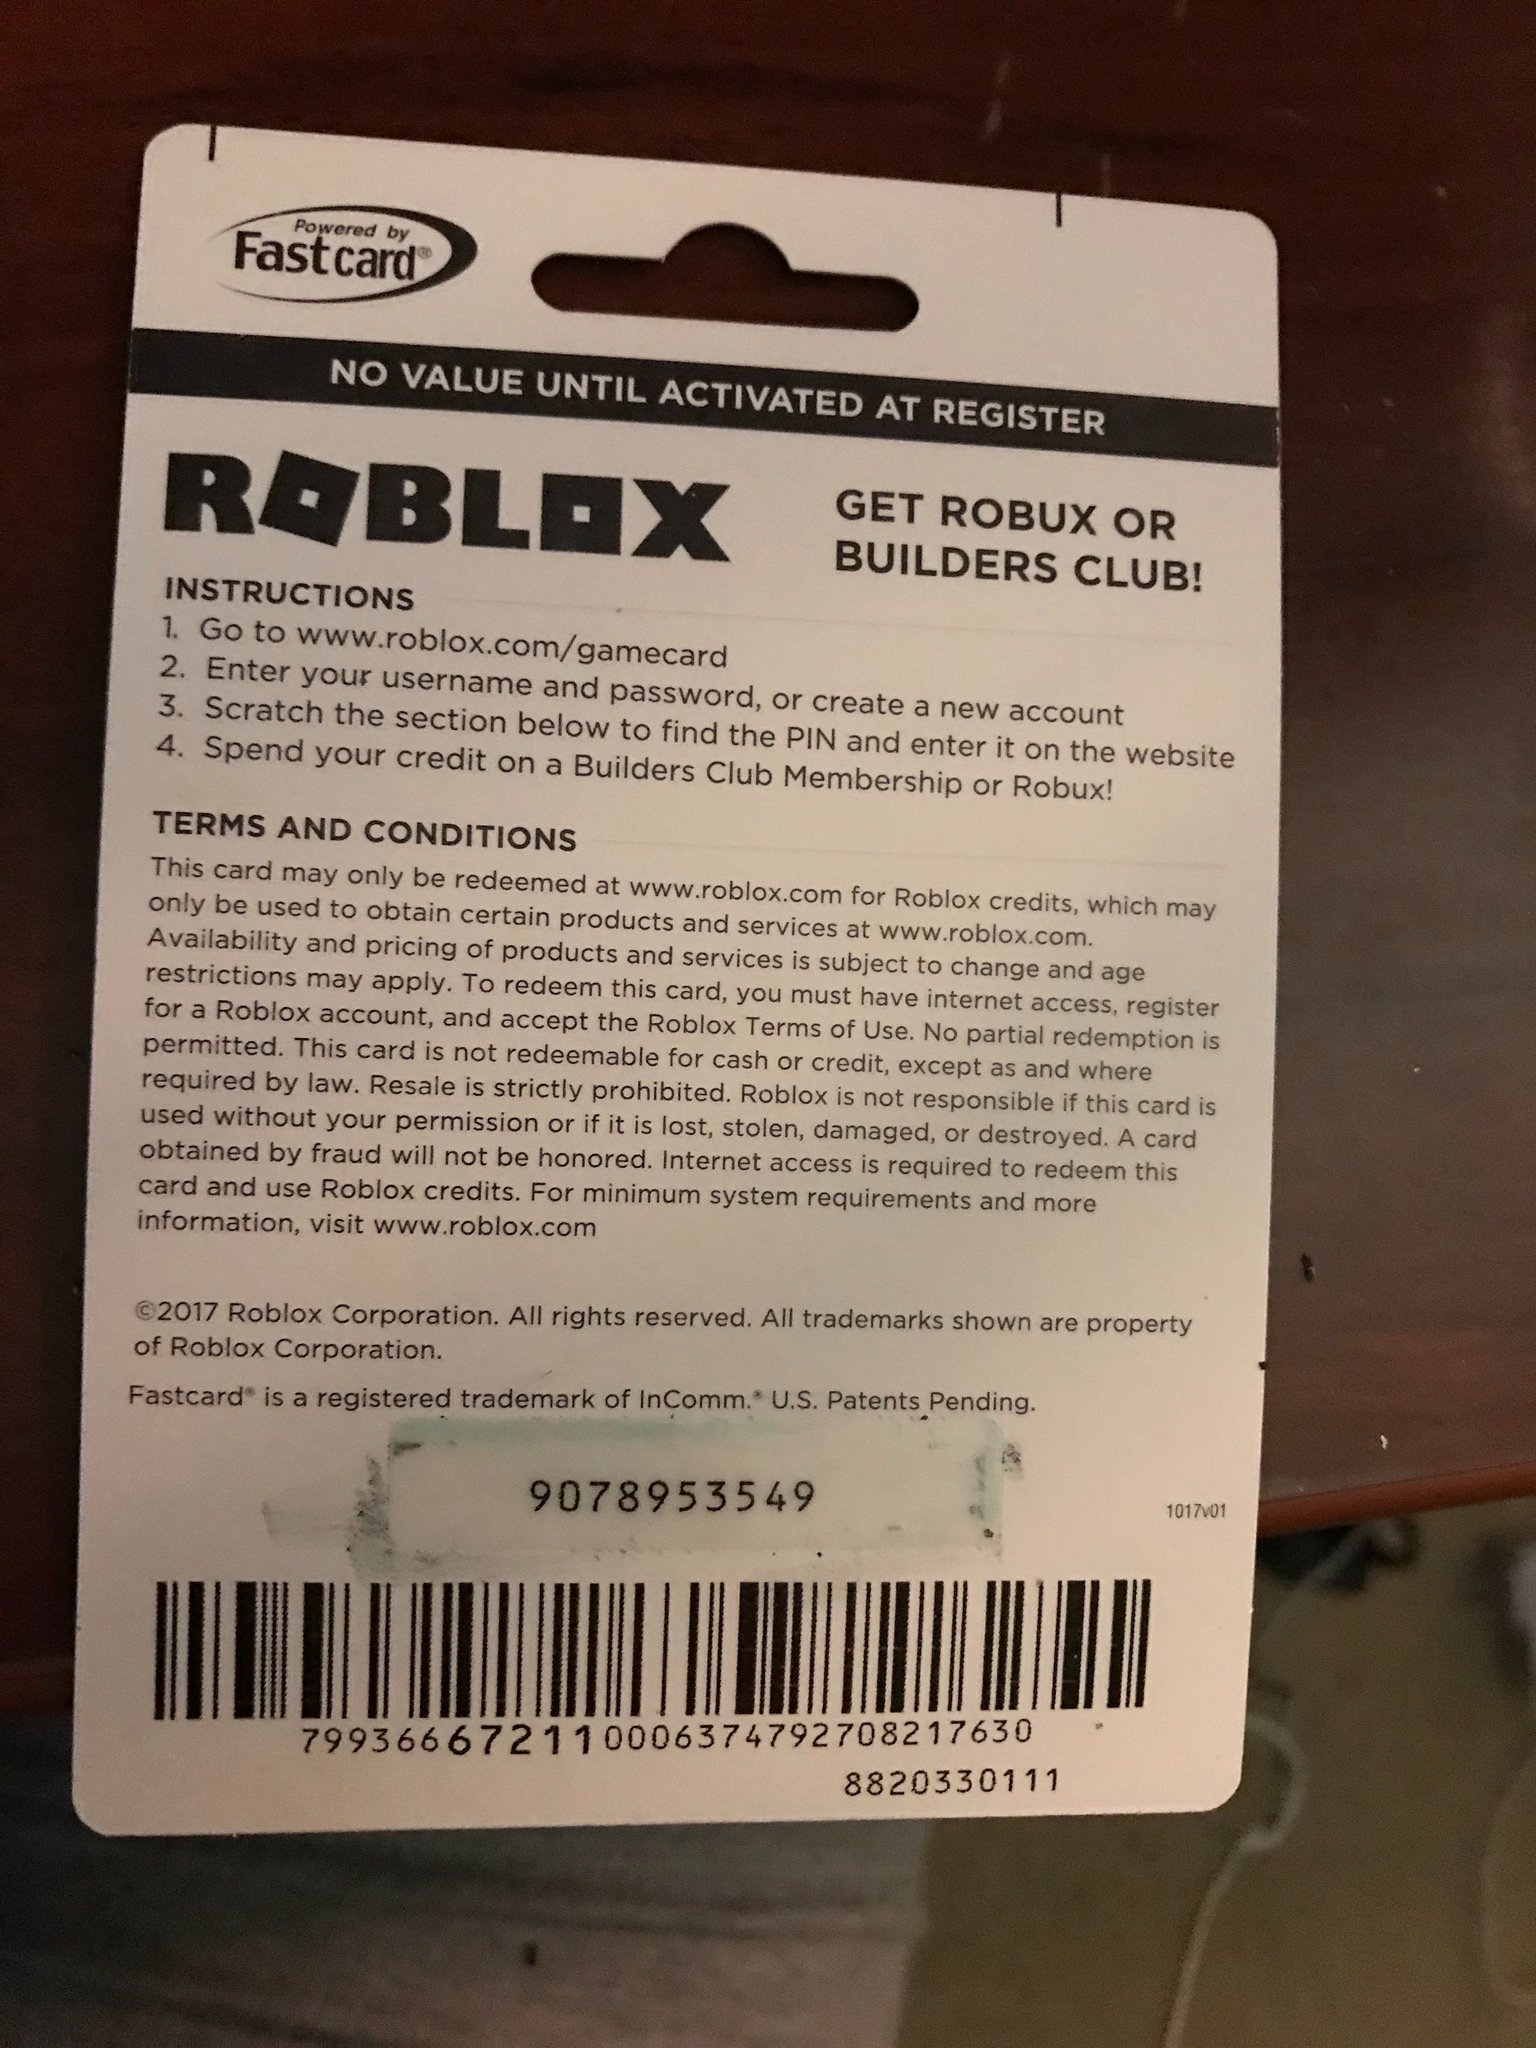 Powered by
Fastcard®
NO VALUE UNTIL ACTIVATED AT REGISTER
ROBLOX
GET ROBUX OR
BUILDERS CLUB!
INSTRUCTIONS
1. Go to www.roblox.com/gamecard
2. Enter your username and password, or create a new account
3. Scratch the section below to find the PIN and enter it on the website
4. Spend your credit on a Builders Club Membership or Robux!
TERMS AND CONDITIONS
This card may only be redeemed at www.roblox.com for Roblox credits, which may
only be used to obtain certain products and services at www.roblox.com.
Availability and pricing of products and services is subject to change and age
restrictions may apply. To redeem this card, you must have internet access, register
for a Roblox account, and accept the Roblox Terms of Use. No partial redemption is
permitted. This card is not redeemable for cash or credit, except as and where
required by law. Resale is strictly prohibited. Roblox is not responsible if this card is
used without your permission or if it is lost, stolen, damaged, or destroyed. A card
obtained by fraud will not be honored. Internet access is required to redeem this
card and use Roblox credits. For minimum system requirements and more
information, visit www.roblox.com
©2017 Roblox Corporation. All rights reserved. All trademarks shown are property
of Roblox Corporation.
Fastcard® is a registered trademark of InComm.® U.S. Patents Pending.
9078953549
1017v01
799366672110006374792708217630
8820330111